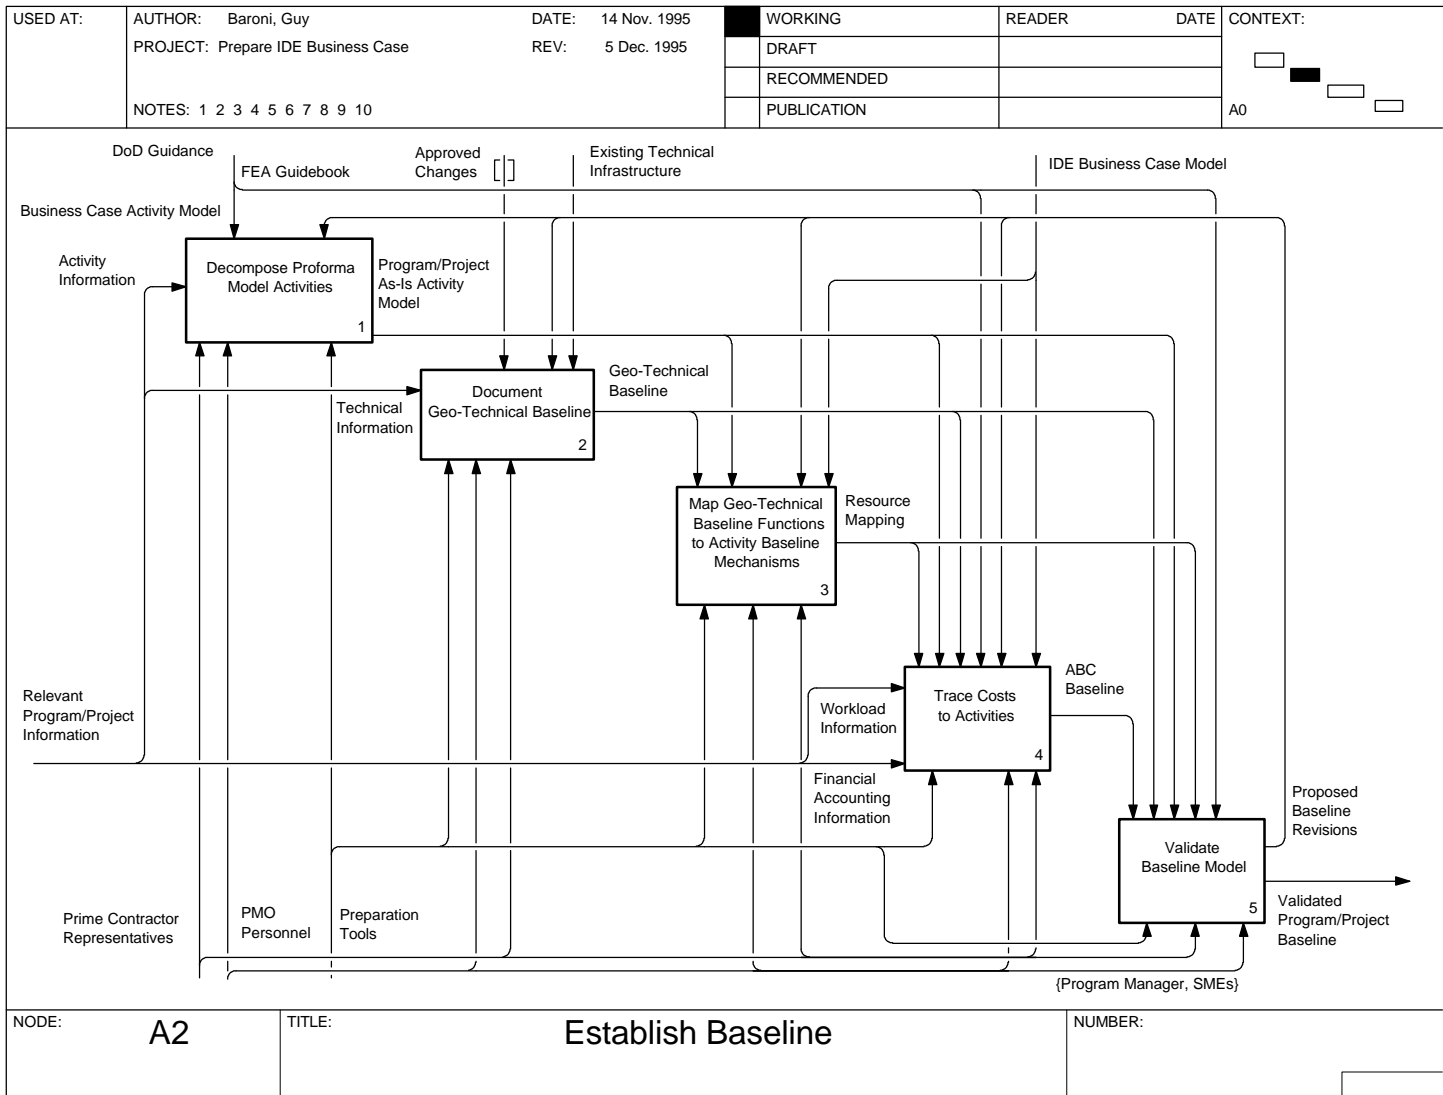 USED AT:
AUTHOR: Baroni, Guy
DATE: 14 Nov. 1995
PROJECT: Prepare IDE Business Case
REV: 5 Dec. 1995
NOTES: 1 2 3 4 5 6 7 8 9 10
WORKING
DRAFT
RECOMMENDED
PUBLICATION
READER DATE
CONTEXT:
A0
DoD Guidance
FEA Guidebook
Approved
Changes
Existing Technical
Infrastructure
IDE Business Case Model
Business Case Activity Model
Activity
Information
Decompose Proforma
Model Activities
1
Program/Project
As-Is Activity
Model
Technical
Information
Document
Geo-Technical Baseline
2
Geo-Technical
Baseline
Map Geo-Technical
Baseline Functions
to Activity Baseline
Mechanisms
3
Resource
Mapping
Relevant
Program/Project
Information
Workload
Information
Trace Costs
to Activities
4
ABC
Baseline
Financial
Accounting
Information
Validate
Baseline Model
5
Proposed
Baseline
Revisions
Validated
Program/Project
Baseline
Prime Contractor
Representatives
PMO
Personnel
Preparation
Tools
{Program Manager, SMEs}
NODE:
A2
TITLE:
Establish Baseline
NUMBER: